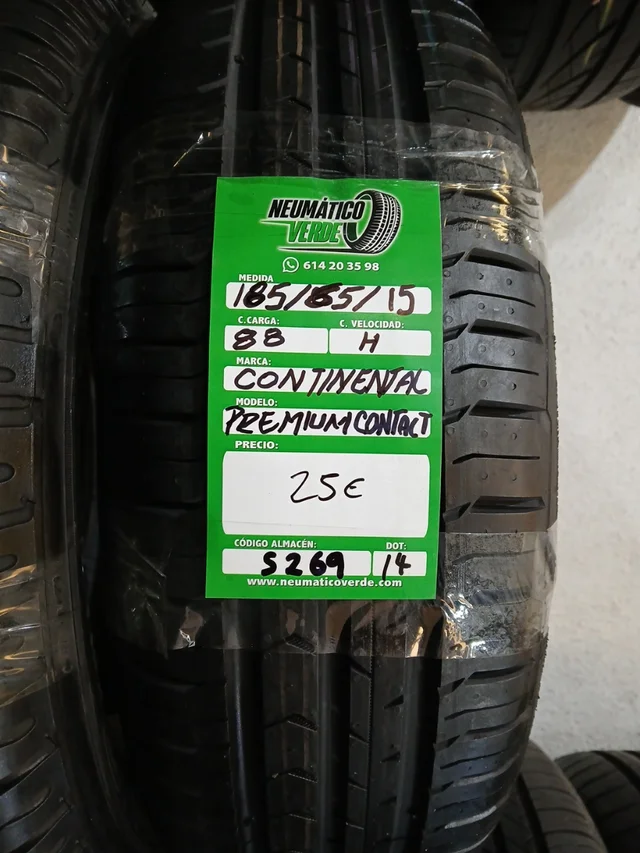 NEUMÁTICO
VERDE
614 20 35 98
MEDIDA
185/65/15
C.CARGA: C. VELOCIDAD:
88 H
MARCA:
CONTINENTAL
MODELO:
PREMIUMCONTACT
PRECIO:
25€
CÓDIGO ALMACÉN: DOT:
S269 14
www.neumaticoverde.com